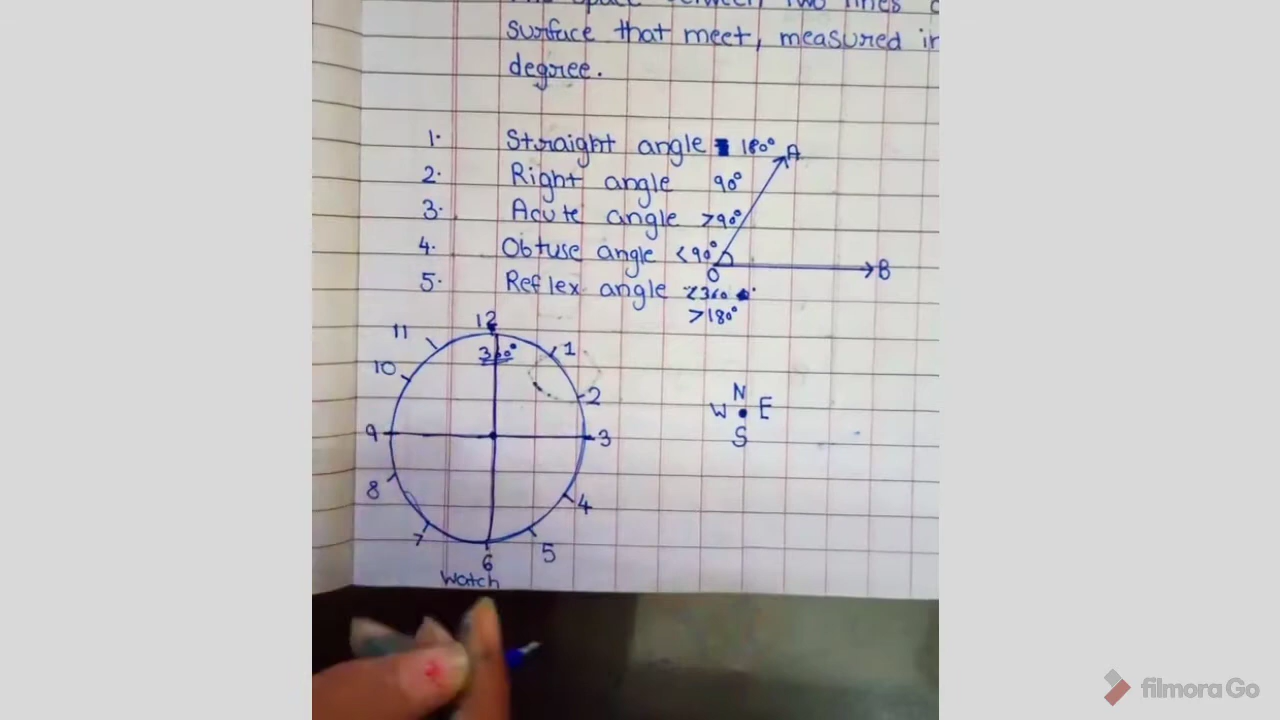 surface that meet, measured in
degree.
1. Straight angle 180°
2. Right angle 90°
3. Acute angle >90°
4. Obtuse angle <90°
5. Reflex angle <360
>180°
A
O
B
12
11
1
360°
10
2
9
3
8
4
7
5
6
Watch
N
W E
S
filmora Go